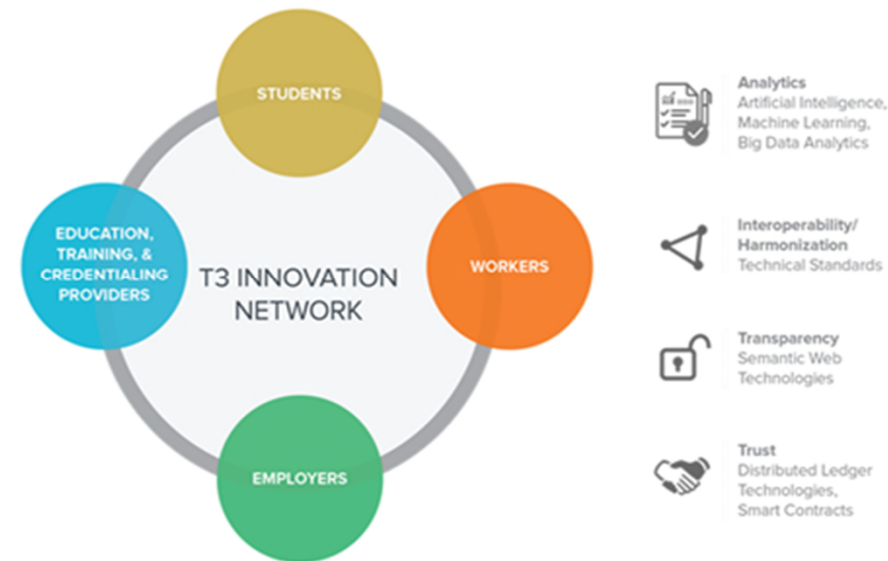 STUDENTS
EDUCATION,
TRAINING, &
CREDENTIALING
PROVIDERS
T3 INNOVATION
NETWORK
WORKERS
EMPLOYERS
Analytics
Artificial Intelligence,
Machine Learning,
Big Data Analytics
Interoperability/
Harmonization
Technical Standards
Transparency
Semantic Web
Technologies
Trust
Distributed Ledger
Technologies,
Smart Contracts